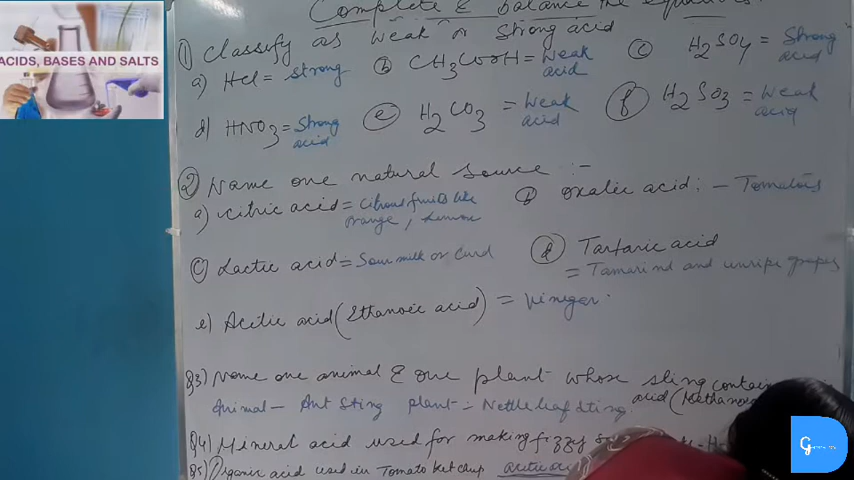 Complete & balance the equations
ACIDS, BASES AND SALTS
① Classify as weak or strong acid
a) HCl = strong ⓑ CH3COOH = weak acid ⓒ H2SO4 = Strong acid
d) HNO3 = Strong acid ⓔ H2CO3 = Weak acid ⓕ H2SO3 = Weak acid
② Name one natural source :-
a) citric acid = citrous fruits like orange, Lemon ⓑ oxalic acid :- Tomatoes
ⓒ Lactic acid = Sour milk or Curd ⓓ Tartaric acid
= Tamarind and unripe grapes
e) Acetic acid (Ethanoic acid) = Vinegar
Q3) Name one animal & one plant whose sting contain
acid (Methano
Animal - Ant Sting plant = Nettle leaf sting.
Q4) Mineral acid used for making fizzy
Q5) Organic acid used in Tomato Ketchup
G